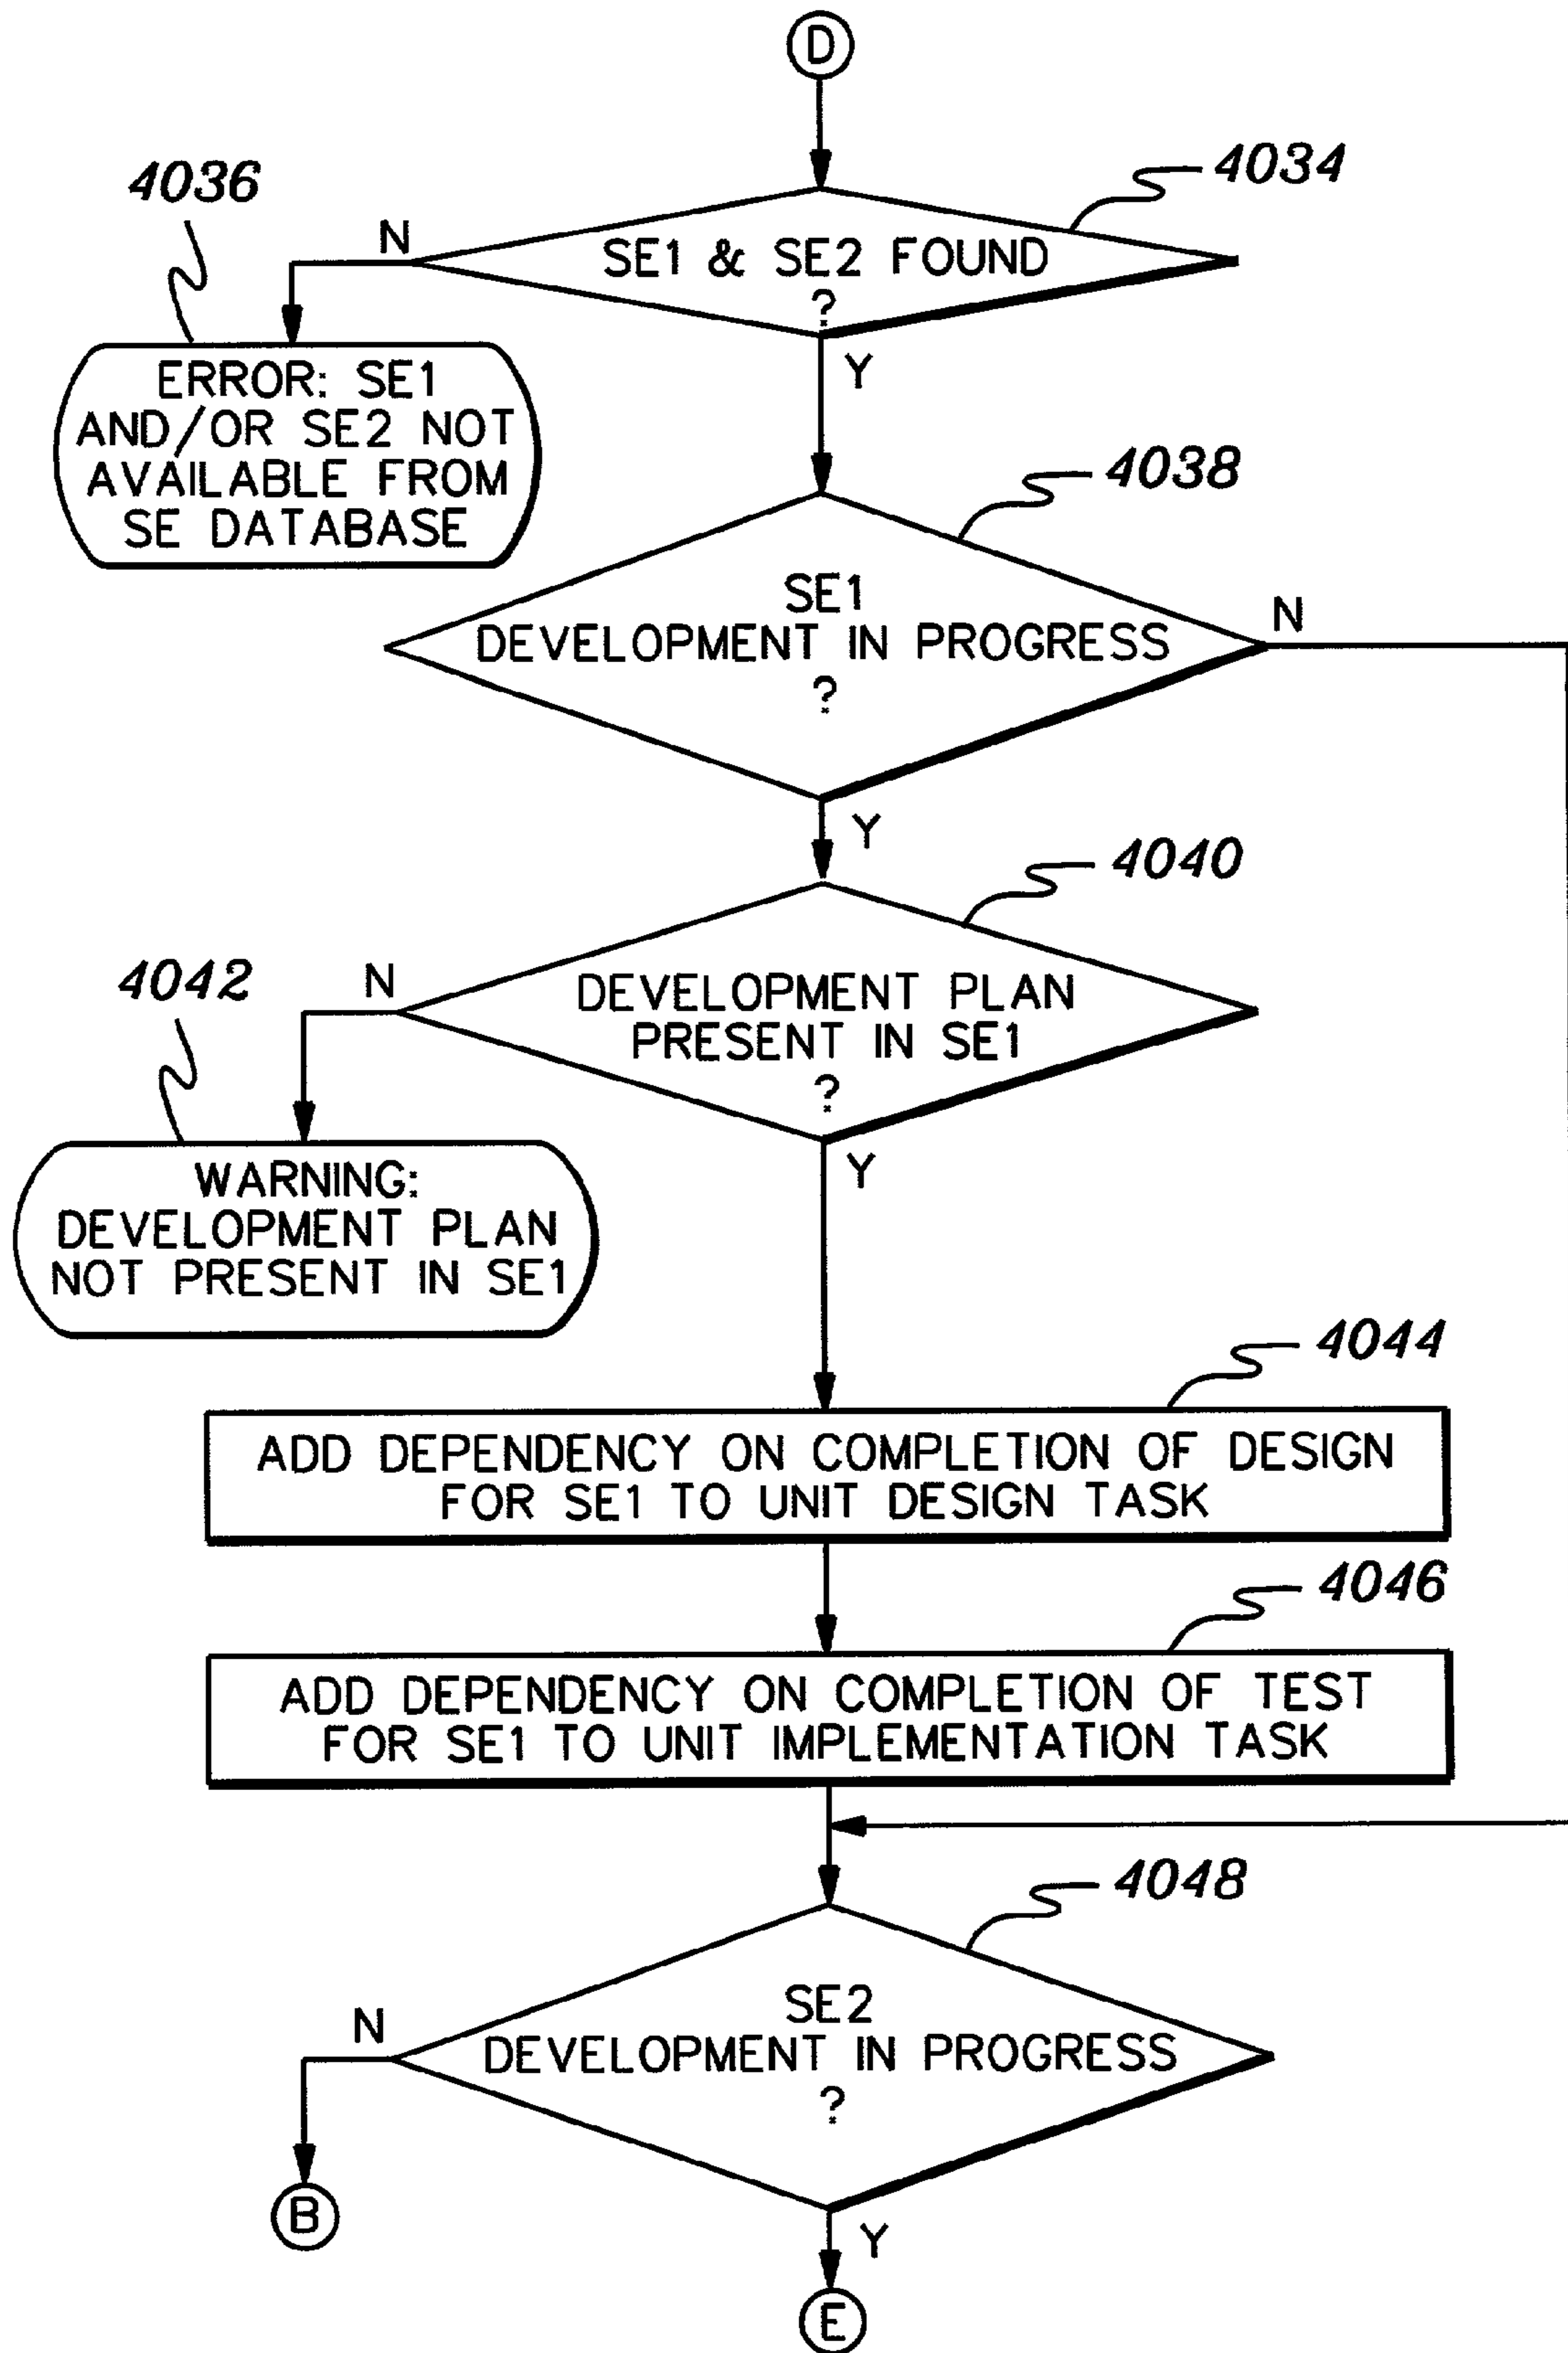 D
4034
4036
N
SE1 & SE2 FOUND
?
Y
ERROR: SE1
AND/OR SE2 NOT
AVAILABLE FROM
SE DATABASE
4038
SE1
DEVELOPMENT IN PROGRESS
?
N
Y
4040
4042
N
DEVELOPMENT PLAN
PRESENT IN SE1
?
Y
WARNING:
DEVELOPMENT PLAN
NOT PRESENT IN SE1
4044
ADD DEPENDENCY ON COMPLETION OF DESIGN
FOR SE1 TO UNIT DESIGN TASK
4046
ADD DEPENDENCY ON COMPLETION OF TEST
FOR SE1 TO UNIT IMPLEMENTATION TASK
4048
N
SE2
DEVELOPMENT IN PROGRESS
?
B
Y
E